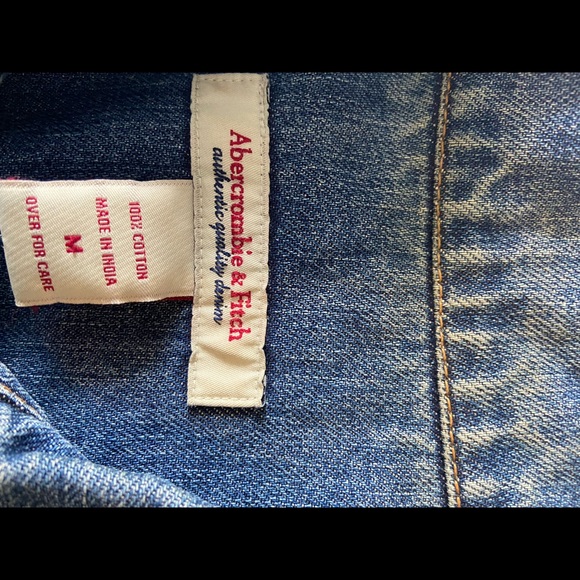 Abercrombie & Fitch
authentic quality denim
100% COTTON
MADE IN INDIA
M
OVER FOR CARE